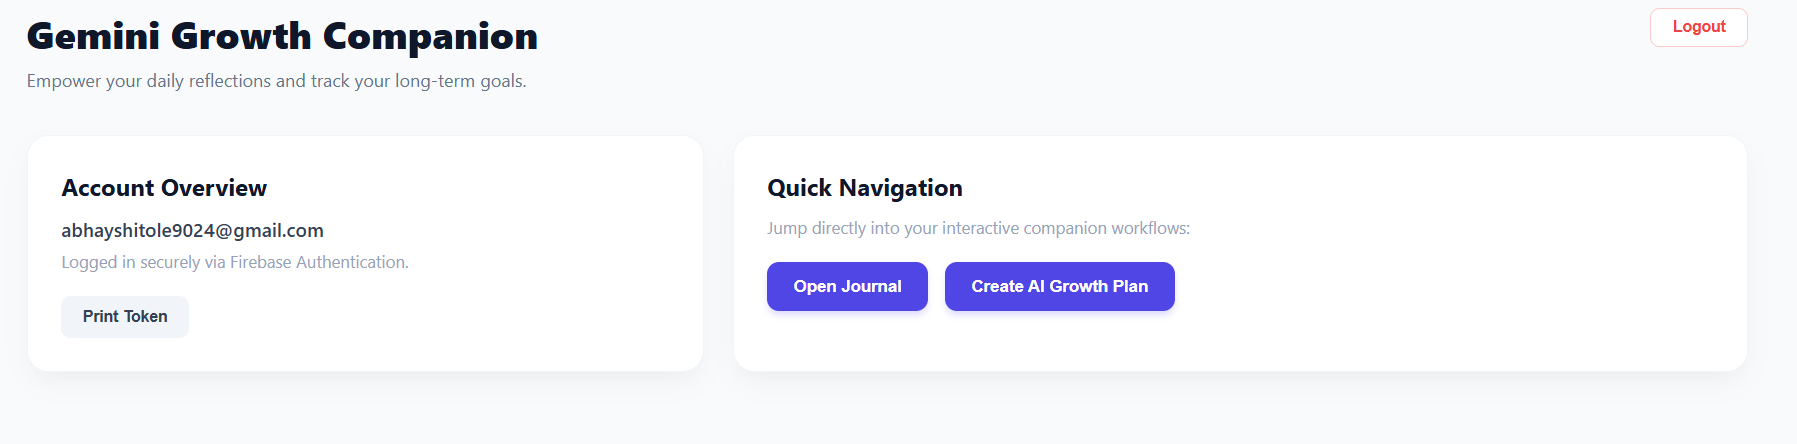 Gemini Growth Companion
Logout
Empower your daily reflections and track your long-term goals.
Account Overview
abhayshitole9024@gmail.com
Logged in securely via Firebase Authentication.
Print Token
Quick Navigation
Jump directly into your interactive companion workflows:
Open Journal
Create AI Growth Plan